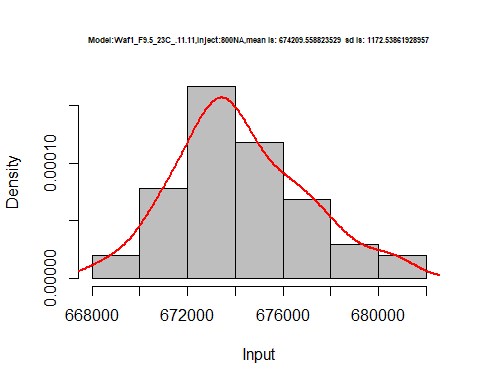 Model:Waf1_F9.5_23C_.11.11,Inject:800NA,mean is: 674209.558823529 sd is: 1172.53861928957
Density
0.00010
0.00000
668000 672000 676000 680000
Input